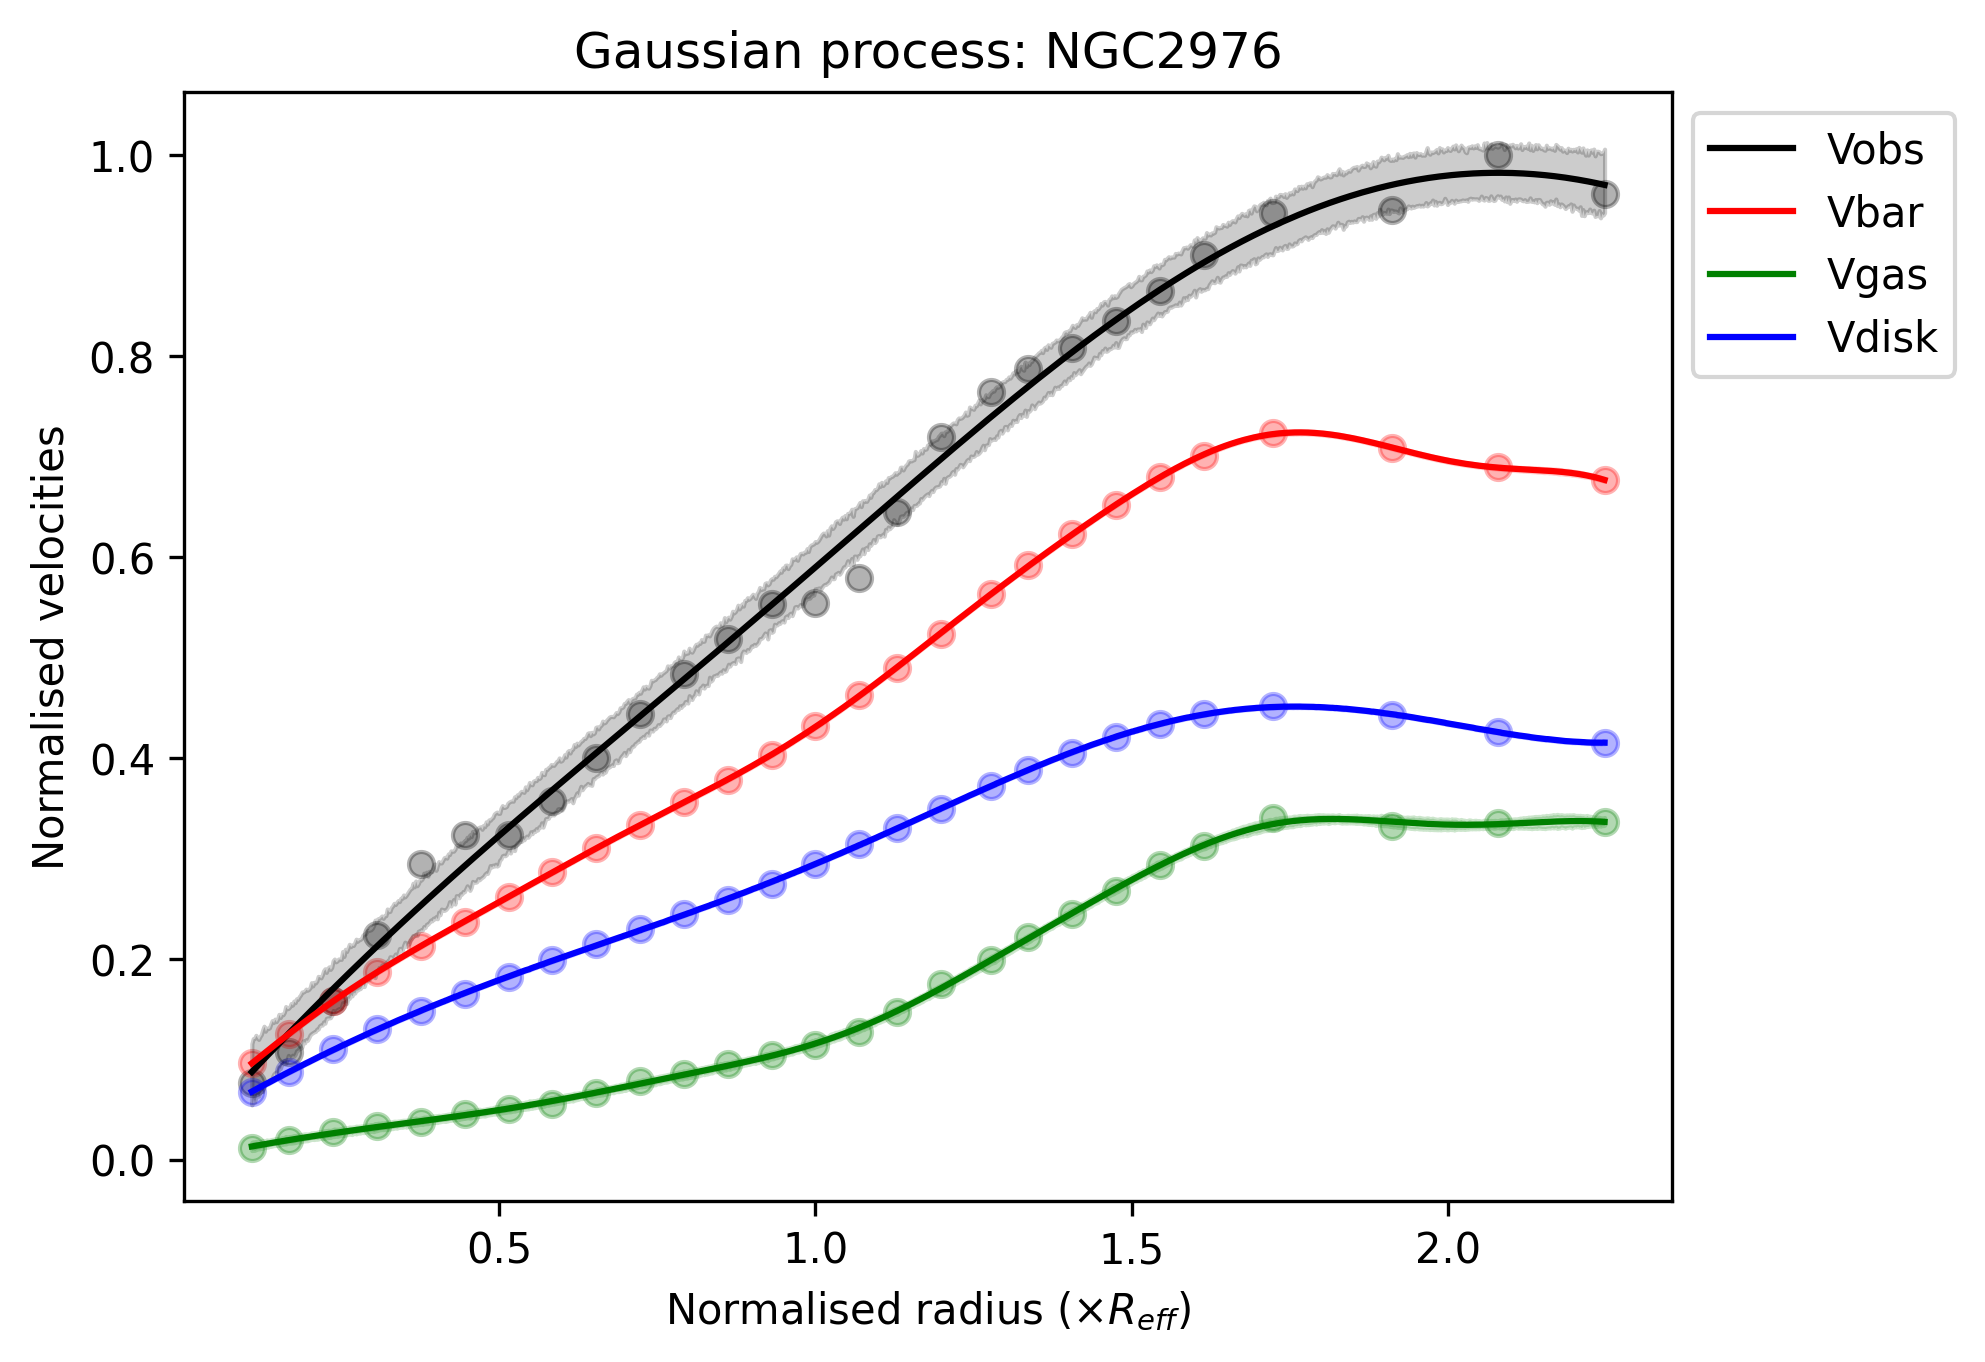 Gaussian process: NGC2976
Vobs
Vbar
Vgas
Vdisk
Normalised velocities
1.0
0.8
0.6
0.4
0.2
0.0
0.5 1.0 1.5 2.0
Normalised radius (×R_eff)